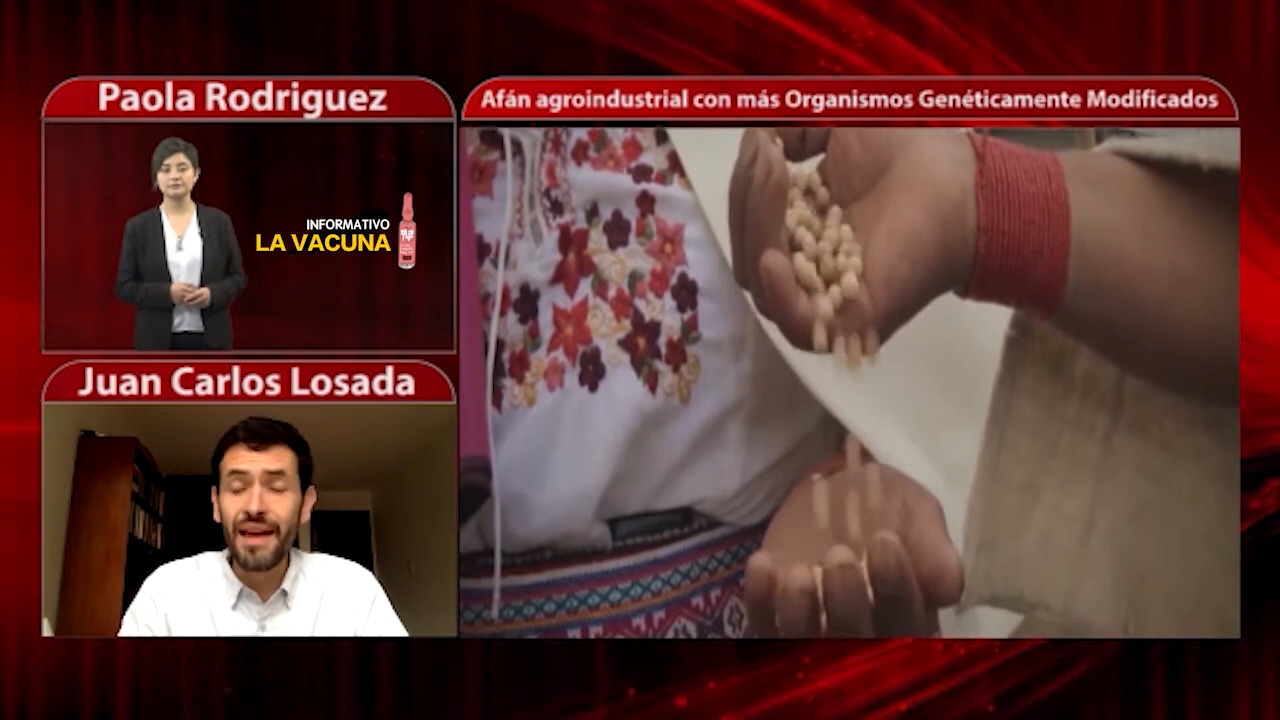 Paola Rodriguez
INFORMATIVO
LA VACUNA
Juan Carlos Losada
Afán agroindustrial con más Organismos Genéticamente Modificados